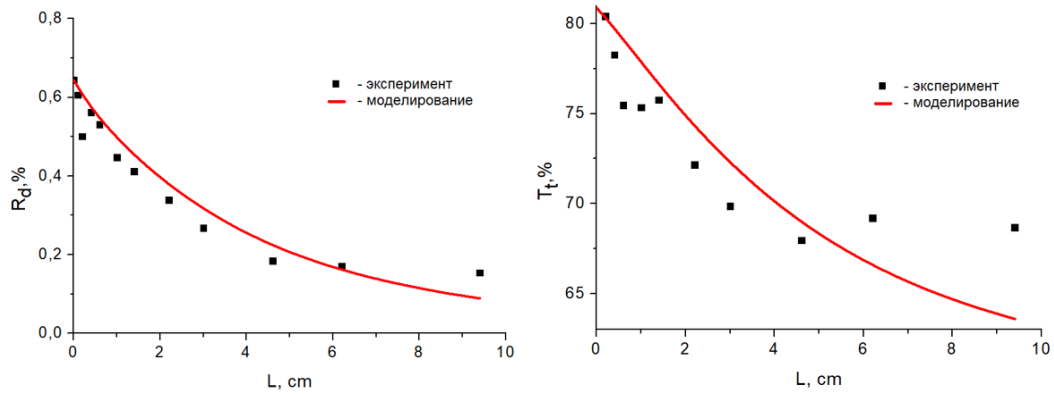 0,8
0,6
0,4
0,2
0,0
R_d,%
- эксперимент
- моделирование
0 2 4 6 8 10
L, cm
80
75
70
65
T_t,%
- эксперимент
- моделирование
0 2 4 6 8 10
L, cm